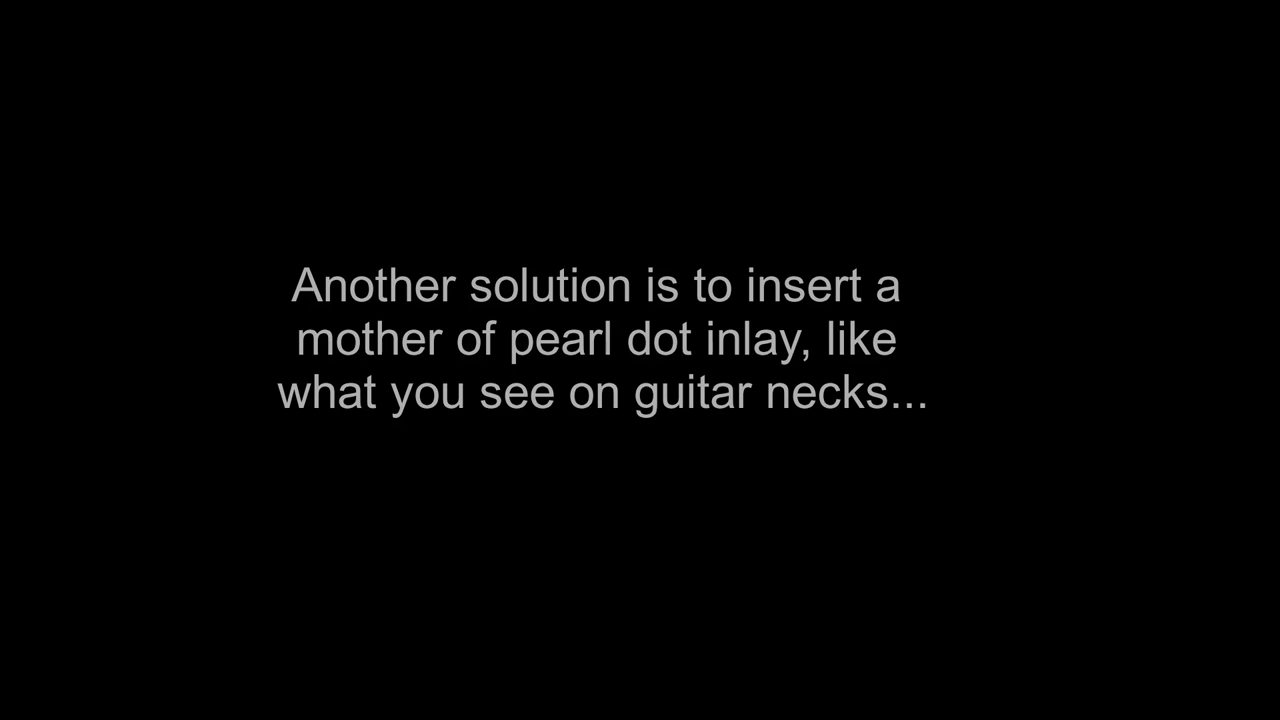 Another solution is to insert a
mother of pearl dot inlay, like
what you see on guitar necks...